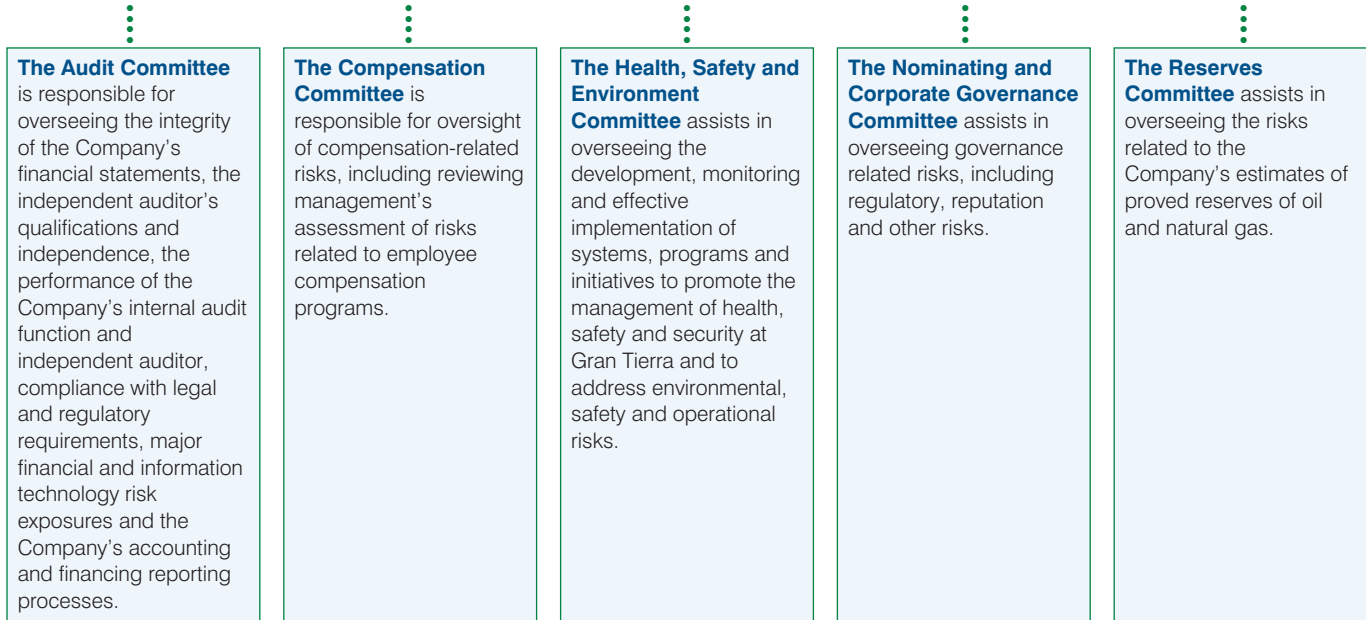 The Audit Committee
is responsible for
overseeing the integrity
of the Company’s
financial statements, the
independent auditor’s
qualifications and
independence, the
performance of the
Company’s internal audit
function and
independent auditor,
compliance with legal
and regulatory
requirements, major
financial and information
technology risk
exposures and the
Company’s accounting
and financing reporting
processes.
The Compensation
Committee is
responsible for oversight
of compensation-related
risks, including reviewing
management’s
assessment of risks
related to employee
compensation
programs.
The Health, Safety and
Environment
Committee assists in
overseeing the
development, monitoring
and effective
implementation of
systems, programs and
initiatives to promote the
management of health,
safety and security at
Gran Tierra and to
address environmental,
safety and operational
risks.
The Nominating and
Corporate Governance
Committee assists in
overseeing governance
related risks, including
regulatory, reputation
and other risks.
The Reserves
Committee assists in
overseeing the risks
related to the
Company’s estimates of
proved reserves of oil
and natural gas.